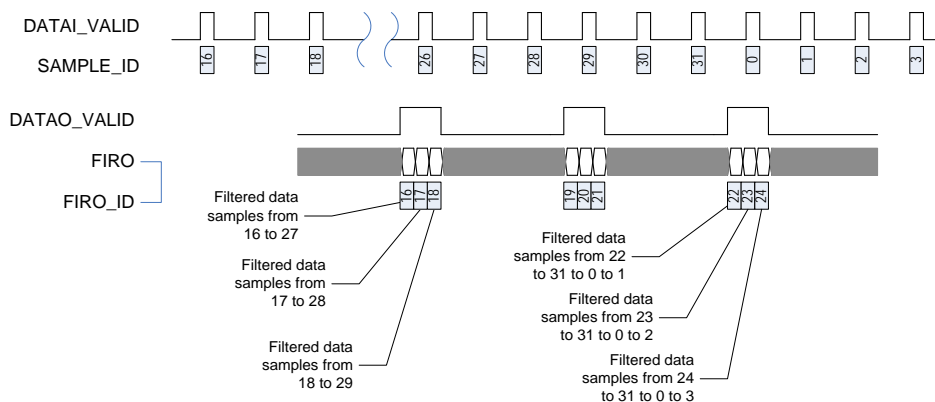 DATAI_VALID
SAMPLE_ID
16 17 18 26 27 28 29 30 31 0 1 2 3
DATAO_VALID
FIRO
FIRO_ID
16 17 18 19 20 21 22 23 24
Filtered data
samples from
16 to 27
Filtered data
samples from
17 to 28
Filtered data
samples from
18 to 29
Filtered data
samples from 22
to 31 to 0 to 1
Filtered data
samples from 23
to 31 to 0 to 2
Filtered data
samples from 24
to 31 to 0 to 3